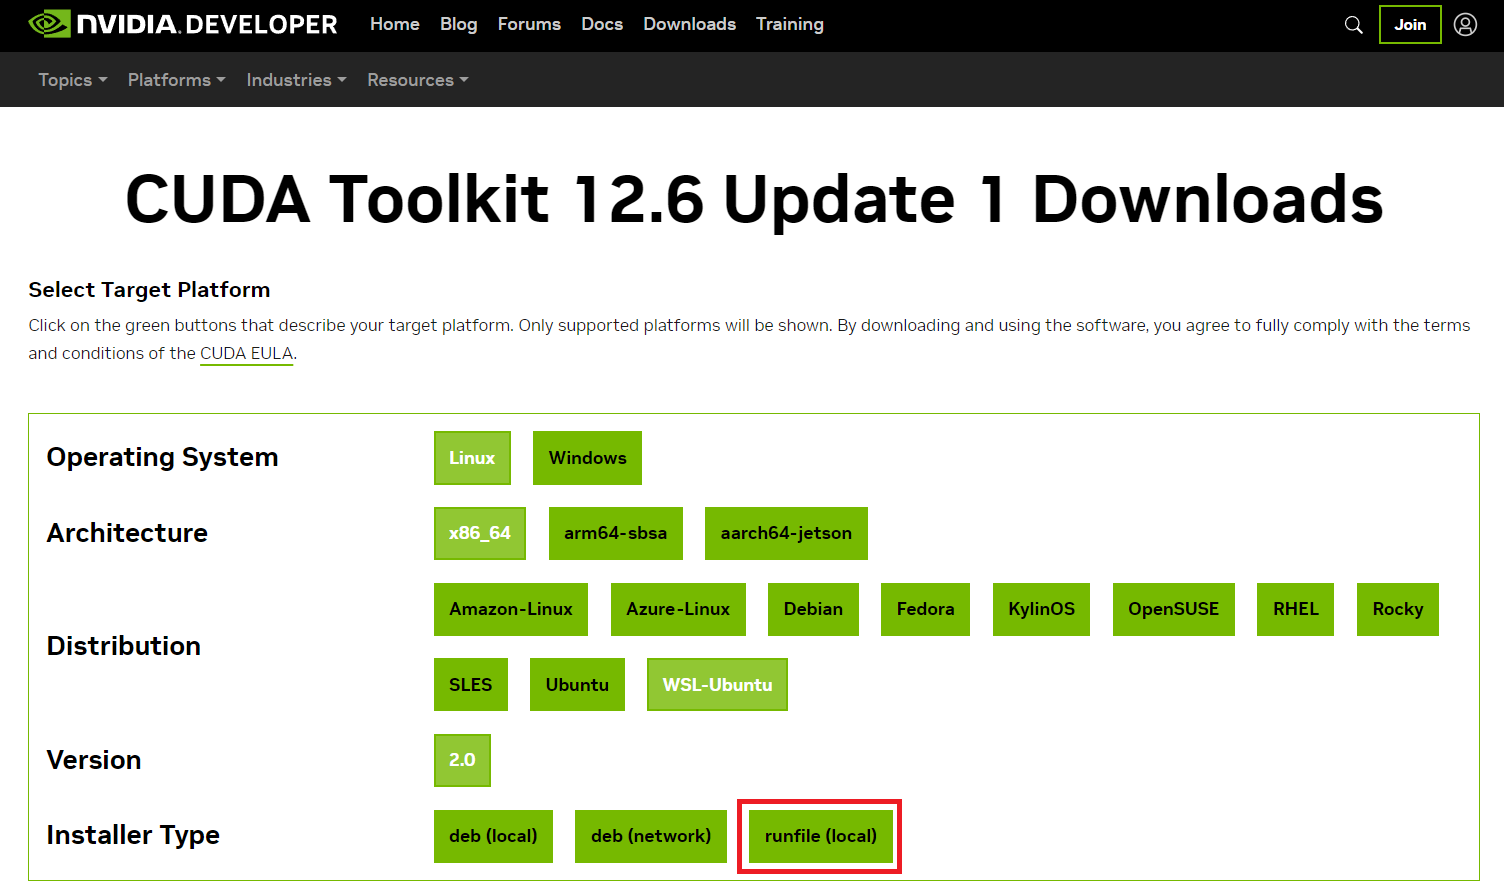 NVIDIA. DEVELOPER Home Blog Forums Docs Downloads Training Join
Topics Platforms Industries Resources
CUDA Toolkit 12.6 Update 1 Downloads
Select Target Platform
Click on the green buttons that describe your target platform. Only supported platforms will be shown. By downloading and using the software, you agree to fully comply with the terms
and conditions of the CUDA EULA.
Operating System Linux Windows
Architecture x86_64 arm64-sbsa aarch64-jetson
Amazon-Linux Azure-Linux Debian Fedora KylinOS OpenSUSE RHEL Rocky
Distribution
SLES Ubuntu WSL-Ubuntu
Version 2.0
Installer Type deb (local) deb (network) runfile (local)